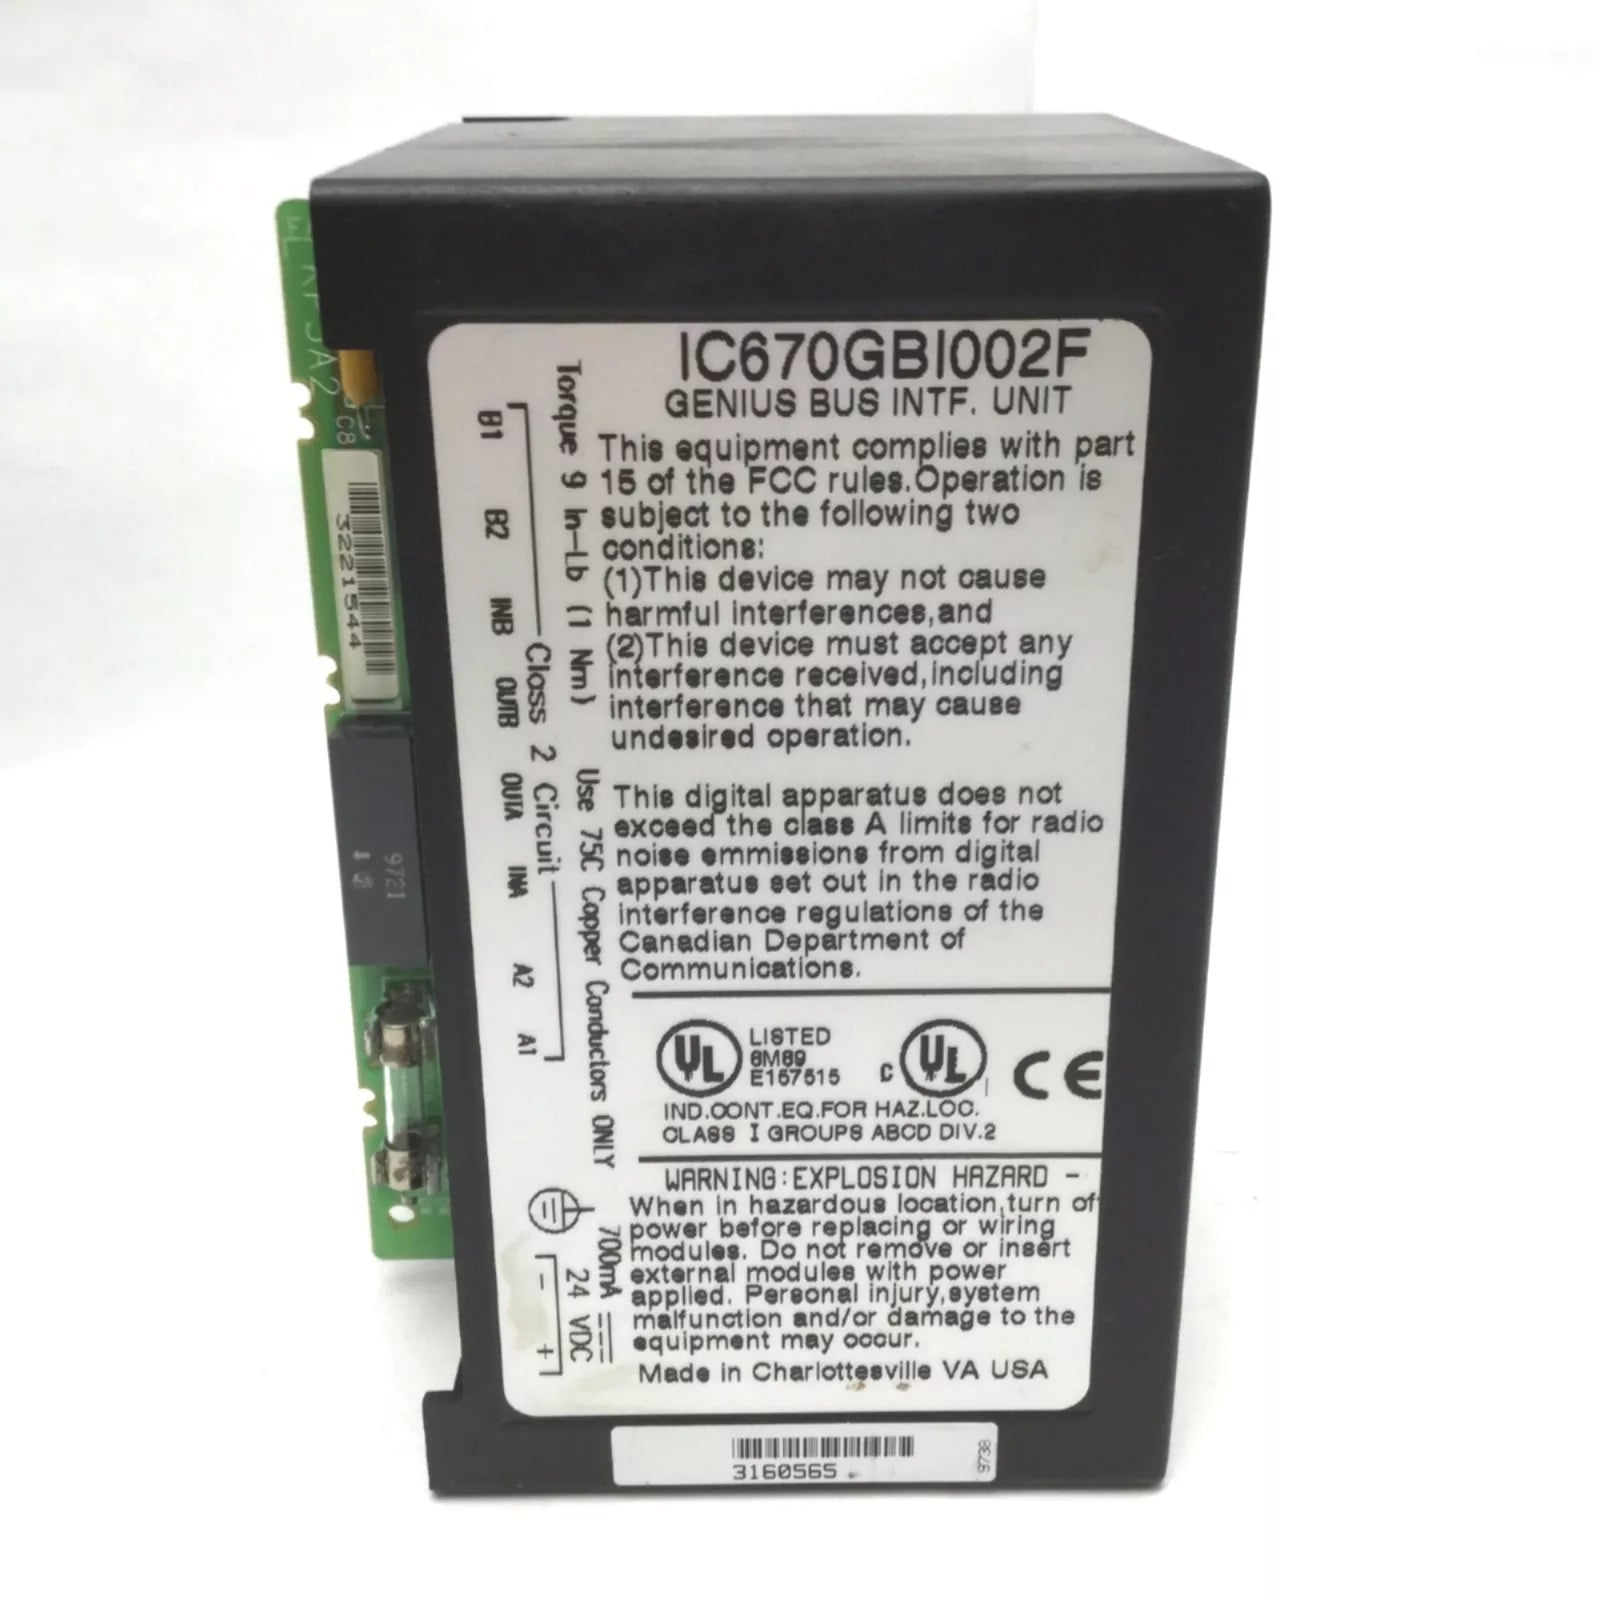 IC670GBI002F
GENIUS BUS INTF. UNIT
This equipment complies with part
15 of the FCC rules.Operation is
subject to the following two
conditions:
(1)This device may not cause
harmful interferences,and
(2)This device must accept any
interference received,including
interference that may cause
undesired operation.
This digital apparatus does not
exceed the class A limits for radio
noise emmissions from digital
apparatus set out in the radio
interference regulations of the
Canadian Department of
Communications.
UL LISTED
6M89
E157515
C UL CE
IND.CONT.EQ.FOR HAZ.LOC.
CLASS I GROUPS ABCD DIV.2
WARNING:EXPLOSION HAZARD -
When in hazardous location,turn of
power before replacing or wiring
modules. Do not remove or insert
external modules with power
applied. Personal injury,system
malfunction and/or damage to the
equipment may occur.
Made in Charlottesville VA USA
Torque 9 In-Lb (1 Nm) Use 75C Copper Conductors ONLY
700mA
Class 2 Circuit
24 VDC
B1 B2 INB OUTB OUTA INA A2 A1
- +
3160565
9738
C8
3221544
9721